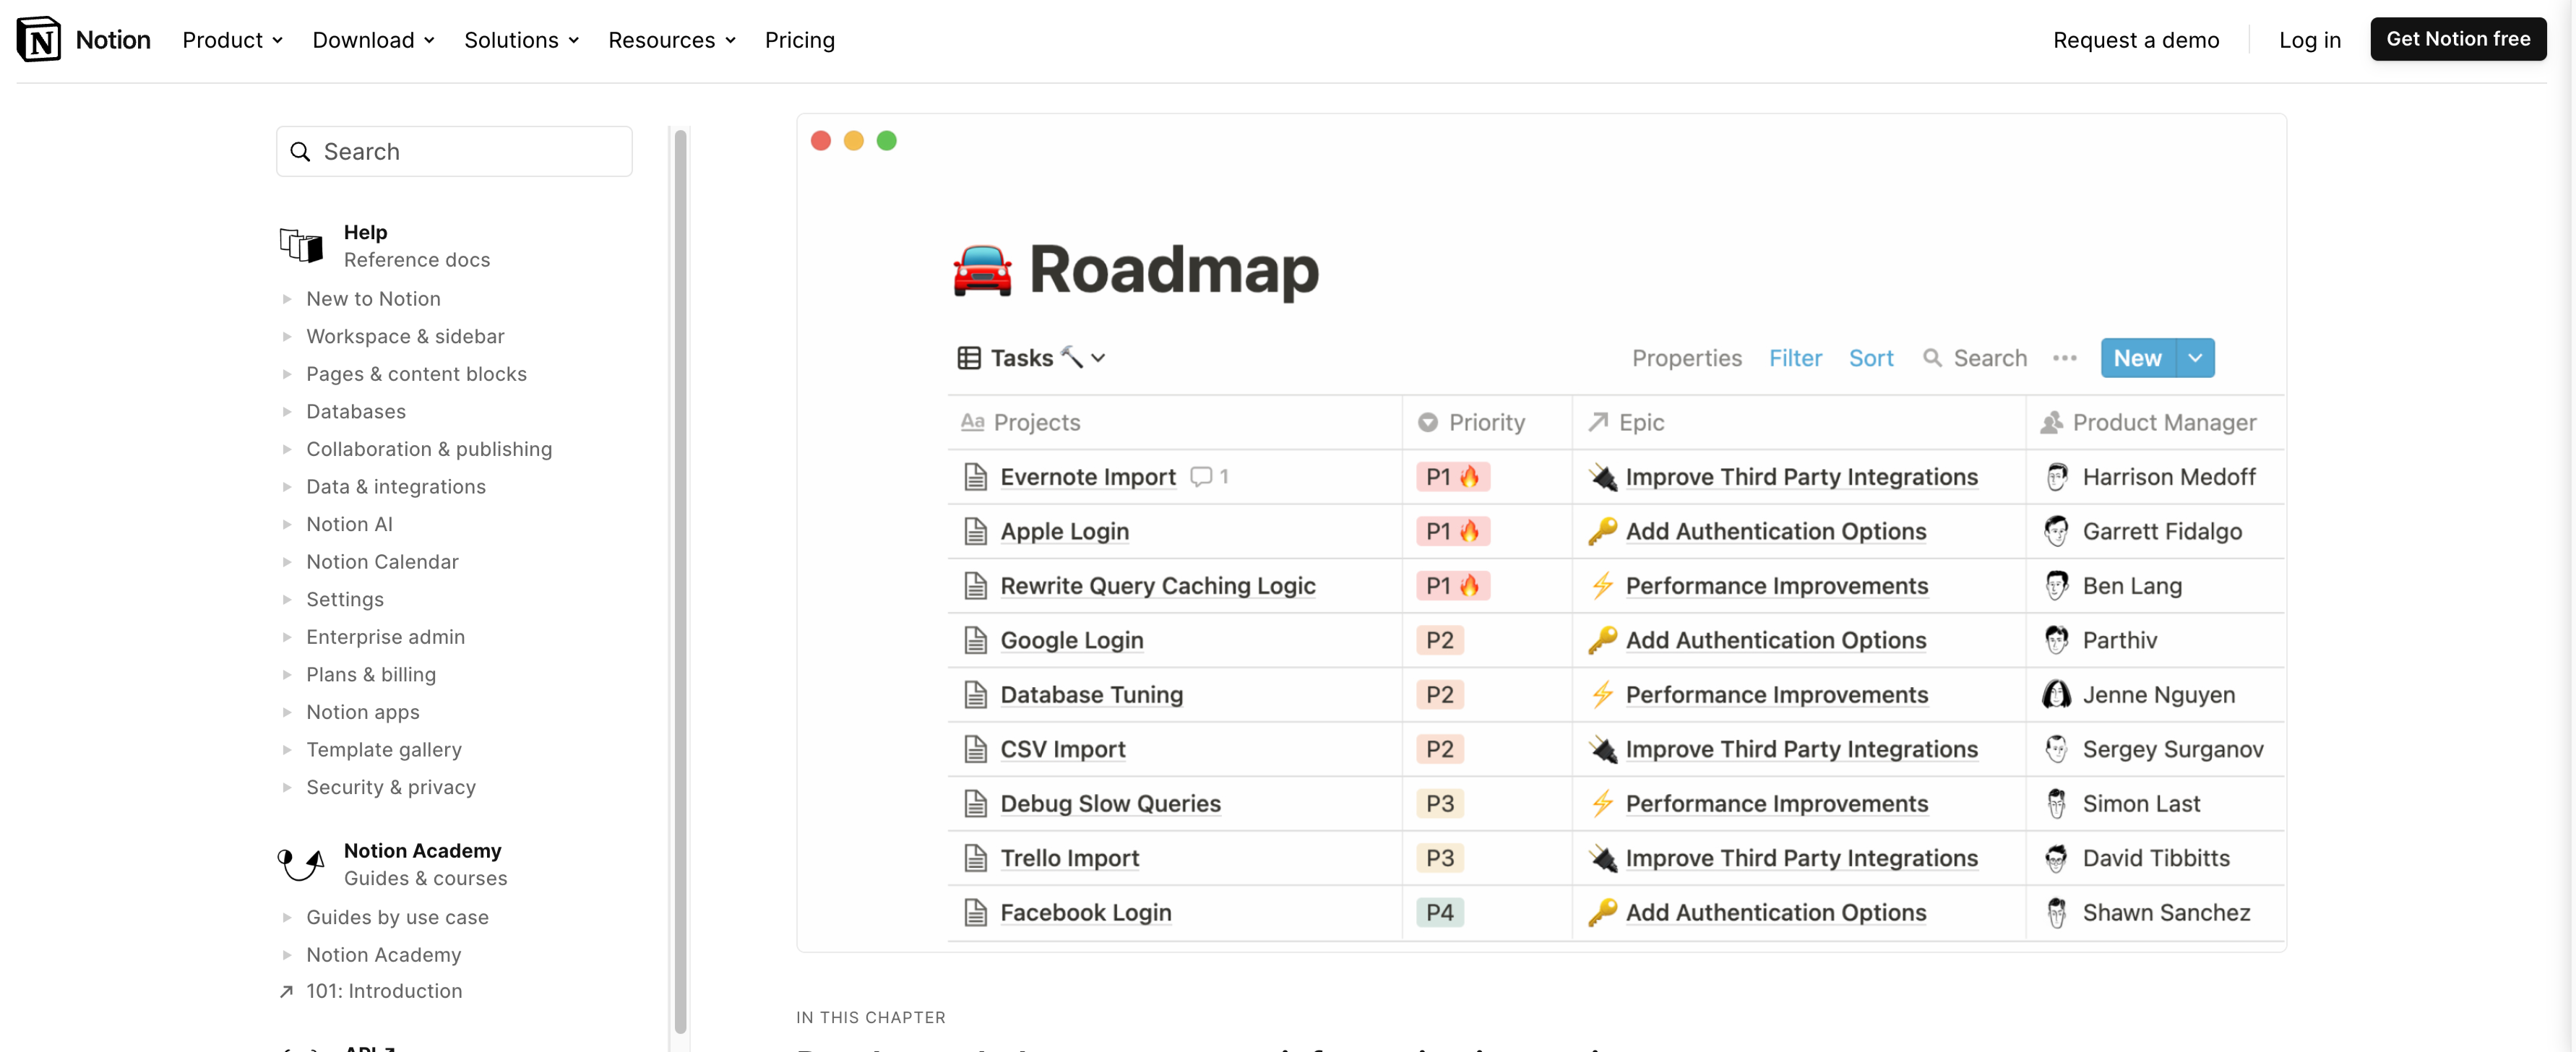 Notion Product Download Solutions Resources Pricing Request a demo Log in Get Notion free
Search
Help
Reference docs
New to Notion
Workspace & sidebar
Pages & content blocks
Databases
Collaboration & publishing
Data & integrations
Notion AI
Notion Calendar
Settings
Enterprise admin
Plans & billing
Notion apps
Template gallery
Security & privacy
Notion Academy
Guides & courses
Guides by use case
Notion Academy
101: Introduction
API
Roadmap
Tasks Properties Filter Sort Search New
Aa Projects Priority Epic Product Manager
Evernote Import 1 P1 Improve Third Party Integrations Harrison Medoff
Apple Login P1 Add Authentication Options Garrett Fidalgo
Rewrite Query Caching Logic P1 Performance Improvements Ben Lang
Google Login P2 Add Authentication Options Parthiv
Database Tuning P2 Performance Improvements Jenne Nguyen
CSV Import P2 Improve Third Party Integrations Sergey Surganov
Debug Slow Queries P3 Performance Improvements Simon Last
Trello Import P3 Improve Third Party Integrations David Tibbitts
Facebook Login P4 Add Authentication Options Shawn Sanchez
IN THIS CHAPTER